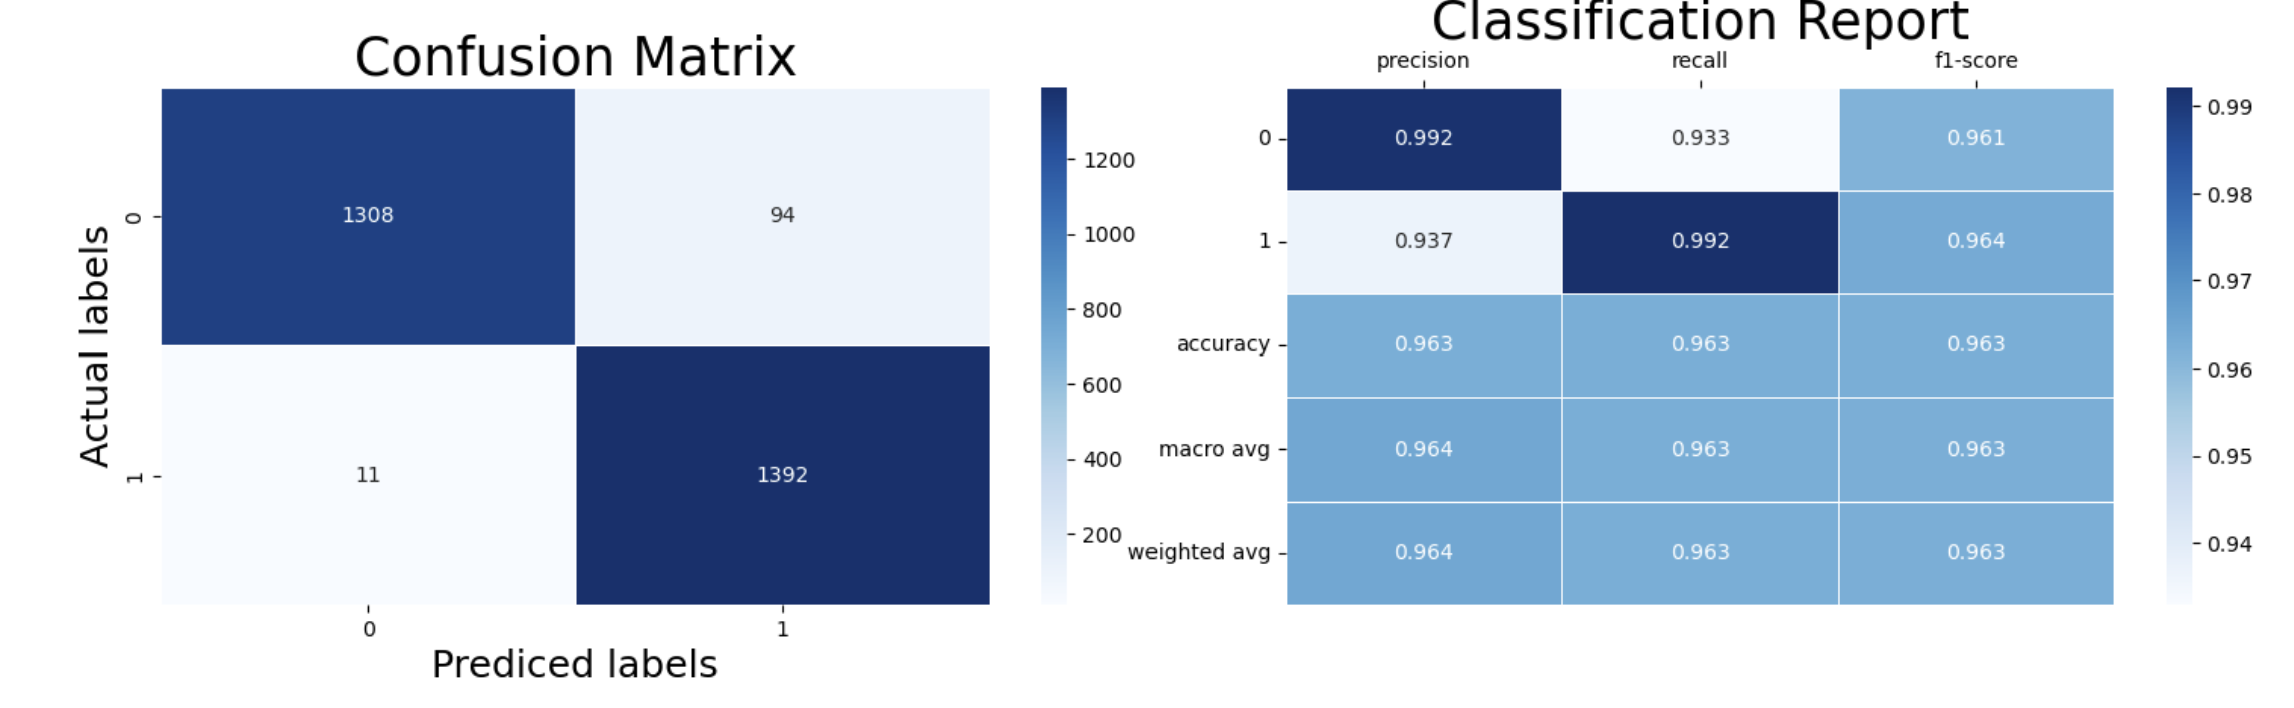 Confusion Matrix
0 1308 94
1 11 1392
0 1
Actual labels
Prediced labels
1200
1000
800
600
400
200
Classification Report
precision recall f1-score
0 0.992 0.933 0.961
1 0.937 0.992 0.964
accuracy 0.963 0.963 0.963
macro avg 0.964 0.963 0.963
weighted avg 0.964 0.963 0.963
0.99
0.98
0.97
0.96
0.95
0.94